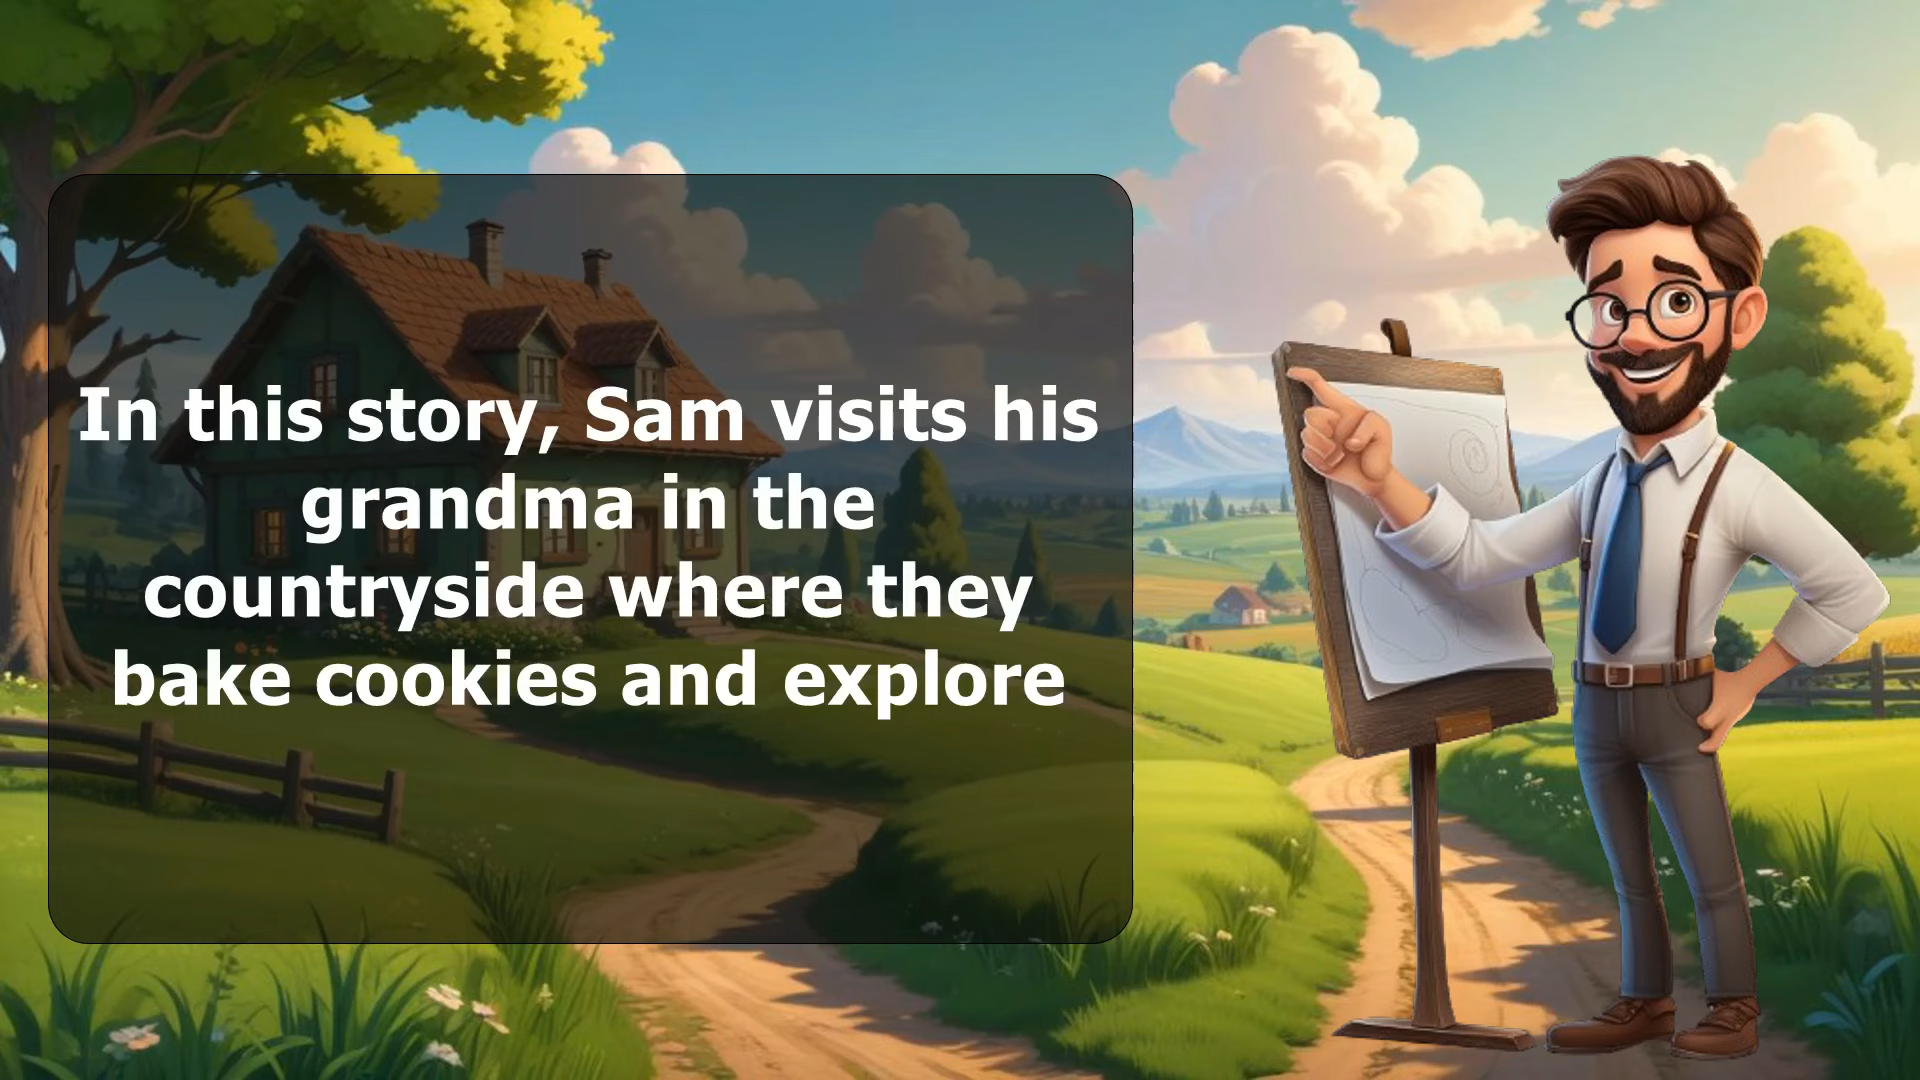 In this story, Sam visits his
grandma in the
countryside where they
bake cookies and explore